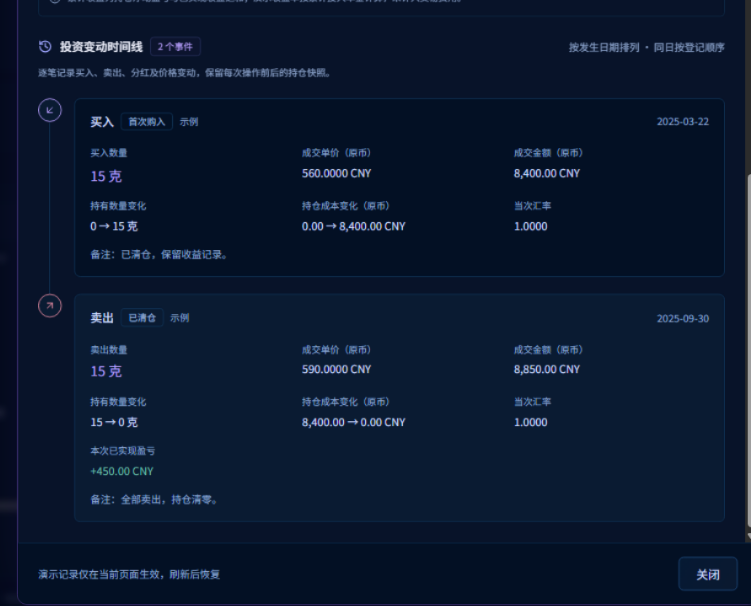 投资变动时间线 2 个事件 按发生日期排列 · 同日按登记顺序
逐笔记录买入、卖出、分红及价格变动，保留每次操作前后的持仓快照。
买入 首次购入 示例 2025-03-22
买入数量 成交单价（原币） 成交金额（原币）
15 克 560.0000 CNY 8,400.00 CNY
持有数量变化 持仓成本变化（原币） 当次汇率
0 → 15 克 0.00 → 8,400.00 CNY 1.0000
备注：已清仓，保留收益记录。
卖出 已清仓 示例 2025-09-30
卖出数量 成交单价（原币） 成交金额（原币）
15 克 590.0000 CNY 8,850.00 CNY
持有数量变化 持仓成本变化（原币） 当次汇率
15 → 0 克 8,400.00 → 0.00 CNY 1.0000
本次已实现盈亏
+450.00 CNY
备注：全部卖出，持仓清零。
演示记录仅在当前页面生效，刷新后恢复 关闭